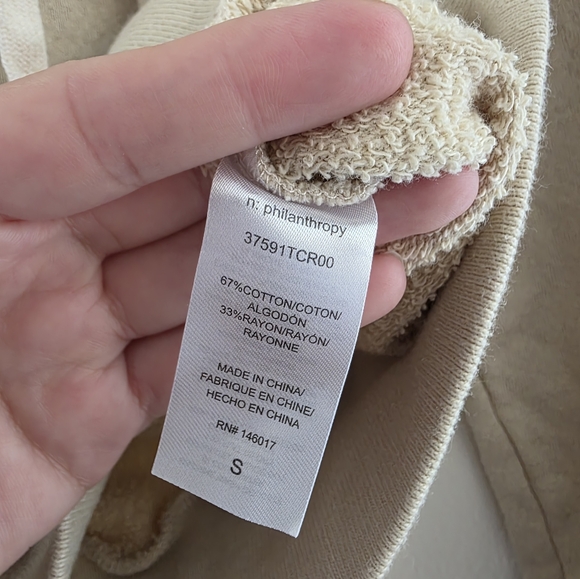 n: philanthropy
37591TCR00
67%COTTON/COTON/
ALGODÓN
33%RAYON/RAYÓN/
RAYONNE
MADE IN CHINA/
FABRIQUE EN CHINE/
HECHO EN CHINA
RN# 146017
S